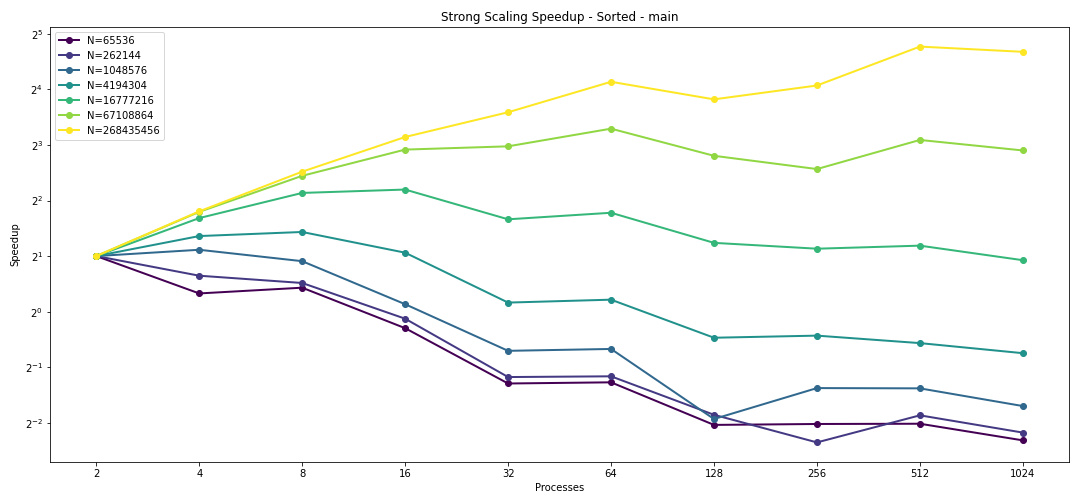 Strong Scaling Speedup - Sorted - main
N=65536
N=262144
N=1048576
N=4194304
N=16777216
N=67108864
N=268435456
Speedup
2⁵
2⁴
2³
2²
2¹
2⁰
2⁻¹
2⁻²
2 4 8 16 32 64 128 256 512 1024
Processes